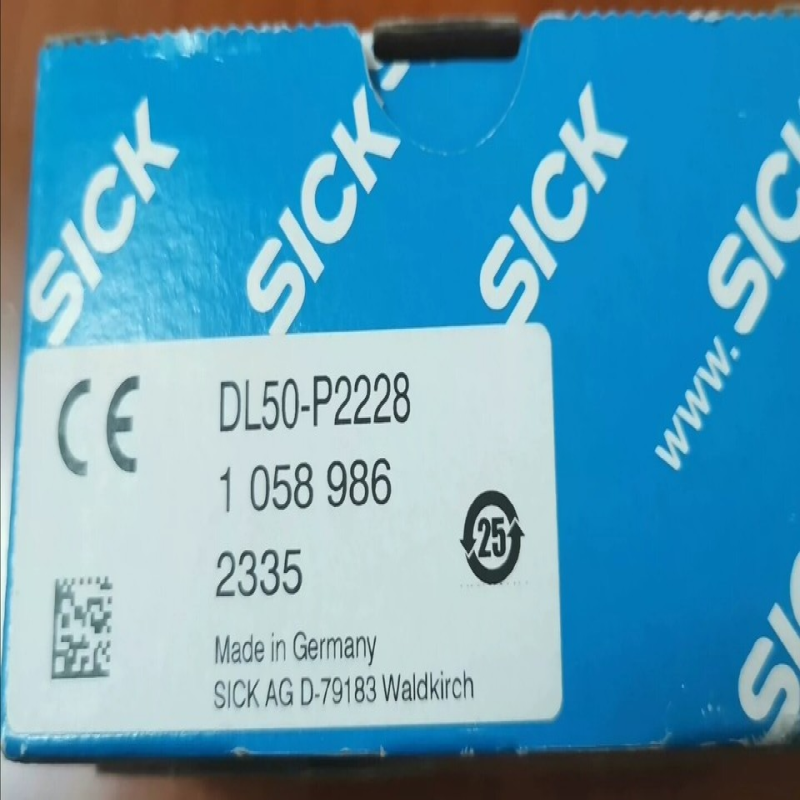 SICK
SICK
SICK
www.SICK
CE
DL50-P2228
1 058 986
2335
25
Made in Germany
SICK AG D-79183 Waldkirch
SICK